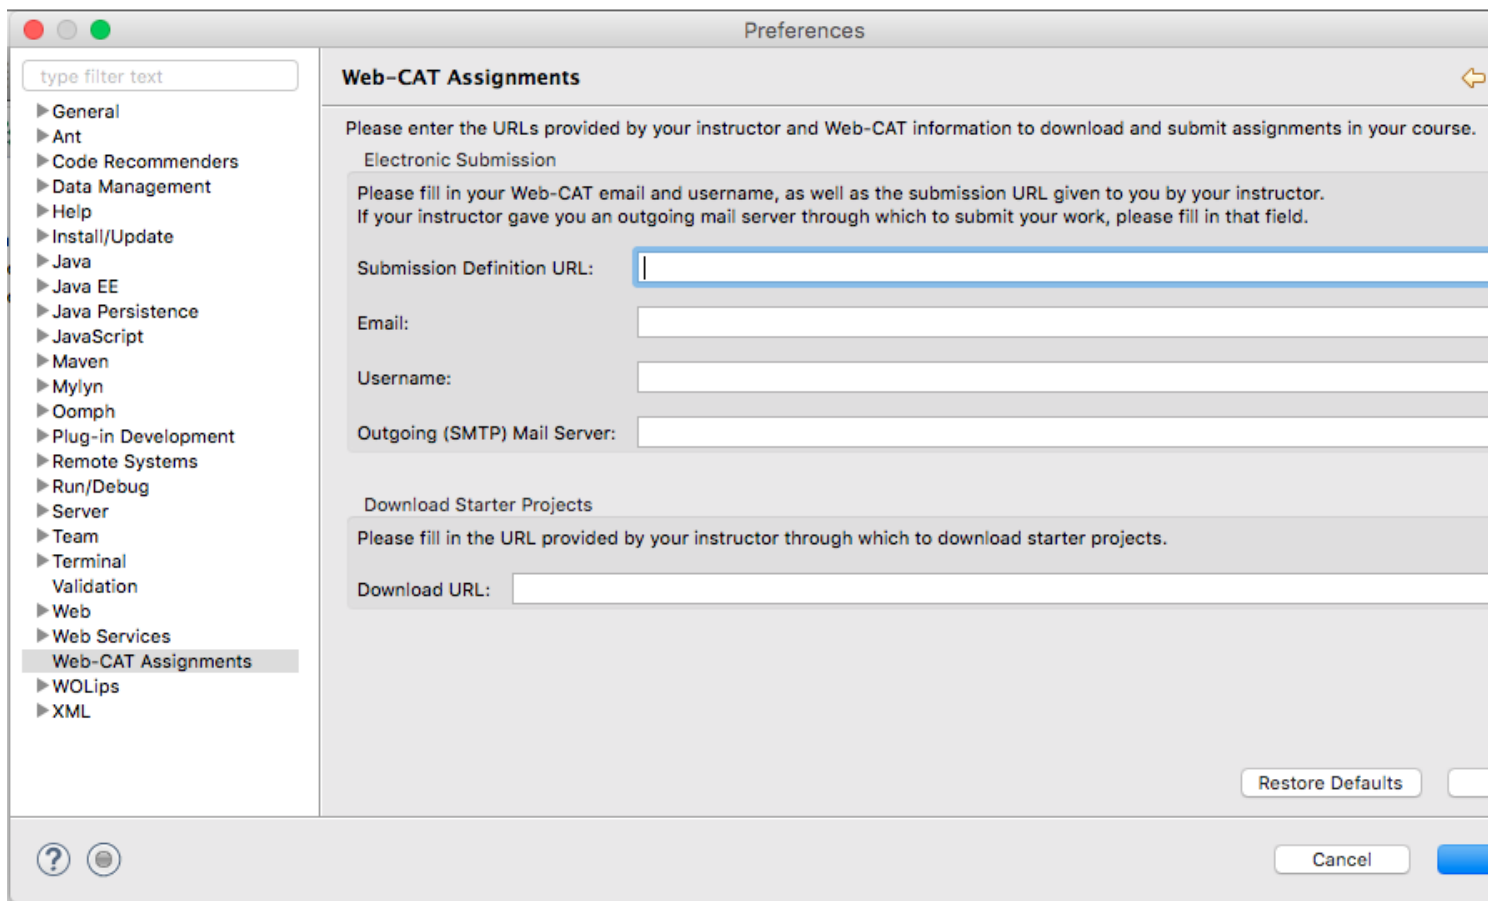 Preferences
type filter text
General
Ant
Code Recommenders
Data Management
Help
Install/Update
Java
Java EE
Java Persistence
JavaScript
Maven
Mylyn
Oomph
Plug-in Development
Remote Systems
Run/Debug
Server
Team
Terminal
Validation
Web
Web Services
Web-CAT Assignments
WOLips
XML
Web-CAT Assignments
Please enter the URLs provided by your instructor and Web-CAT information to download and submit assignments in your course.
Electronic Submission
Please fill in your Web-CAT email and username, as well as the submission URL given to you by your instructor.
If your instructor gave you an outgoing mail server through which to submit your work, please fill in that field.
Submission Definition URL:
Email:
Username:
Outgoing (SMTP) Mail Server:
Download Starter Projects
Please fill in the URL provided by your instructor through which to download starter projects.
Download URL:
Restore Defaults
?
Cancel